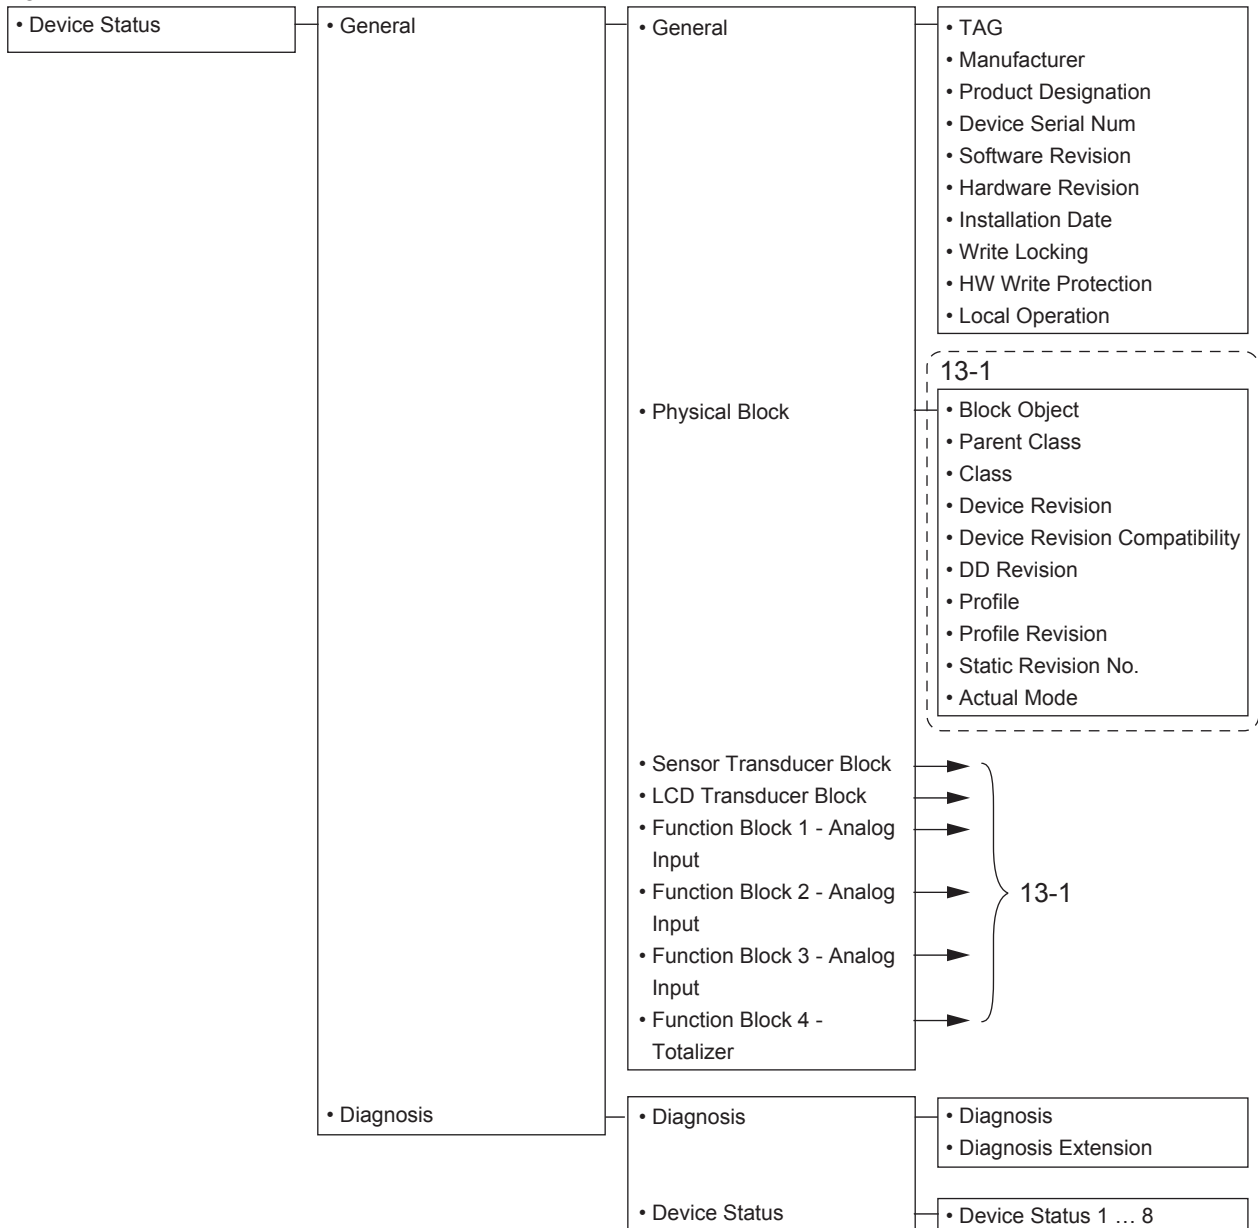 • Device Status
• General
• General
• TAG
• Manufacturer
• Product Designation
• Device Serial Num
• Software Revision
• Hardware Revision
• Installation Date
• Write Locking
• HW Write Protection
• Local Operation
13-1
• Physical Block
• Block Object
• Parent Class
• Class
• Device Revision
• Device Revision Compatibility
• DD Revision
• Profile
• Profile Revision
• Static Revision No.
• Actual Mode
• Sensor Transducer Block
• LCD Transducer Block
• Function Block 1 - Analog
Input
• Function Block 2 - Analog
Input
• Function Block 3 - Analog
Input
• Function Block 4 -
Totalizer
13-1
• Diagnosis
• Diagnosis
• Diagnosis
• Diagnosis Extension
• Device Status
• Device Status 1 … 8